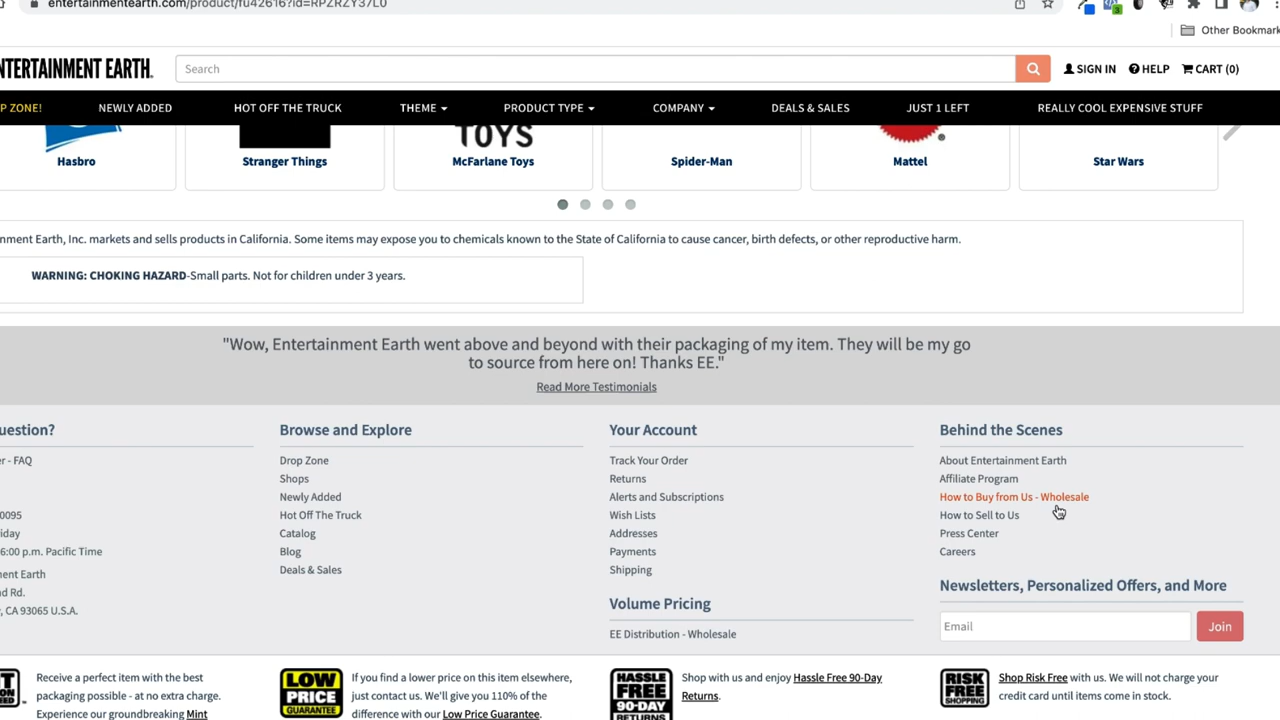 entertainmentearth.com/product/fu42616?id=RPZRZY37L0
Other Bookmark
NTERTAINMENT EARTH
Search
SIGN IN
HELP
CART (0)
P ZONE!
NEWLY ADDED
HOT OFF THE TRUCK
THEME
PRODUCT TYPE
COMPANY
DEALS & SALES
JUST 1 LEFT
REALLY COOL EXPENSIVE STUFF
TOYS
Hasbro
Stranger Things
McFarlane Toys
Spider-Man
Mattel
Star Wars
nment Earth, Inc. markets and sells products in California. Some items may expose you to chemicals known to the State of California to cause cancer, birth defects, or other reproductive harm.
WARNING: CHOKING HAZARD-Small parts. Not for children under 3 years.
"Wow, Entertainment Earth went above and beyond with their packaging of my item. They will be my go
to source from here on! Thanks EE."
Read More Testimonials
uestion?
r - FAQ
0095
iday
6:00 p.m. Pacific Time
ment Earth
nd Rd.
, CA 93065 U.S.A.
Browse and Explore
Drop Zone
Shops
Newly Added
Hot Off The Truck
Catalog
Blog
Deals & Sales
Your Account
Track Your Order
Returns
Alerts and Subscriptions
Wish Lists
Addresses
Payments
Shipping
Volume Pricing
EE Distribution - Wholesale
Behind the Scenes
About Entertainment Earth
Affiliate Program
How to Buy from Us - Wholesale
How to Sell to Us
Press Center
Careers
Newsletters, Personalized Offers, and More
Email
Join
Receive a perfect item with the best
packaging possible - at no extra charge.
Experience our groundbreaking Mint
LOW
PRICE
GUARANTEE
If you find a lower price on this item elsewhere,
just contact us. We'll give you 110% of the
difference with our Low Price Guarantee.
HASSLE
FREE
90-DAY
RETURNS
Shop with us and enjoy Hassle Free 90-Day
Returns.
RISK
FREE
SHOPPING
Shop Risk Free with us. We will not charge your
credit card until items come in stock.